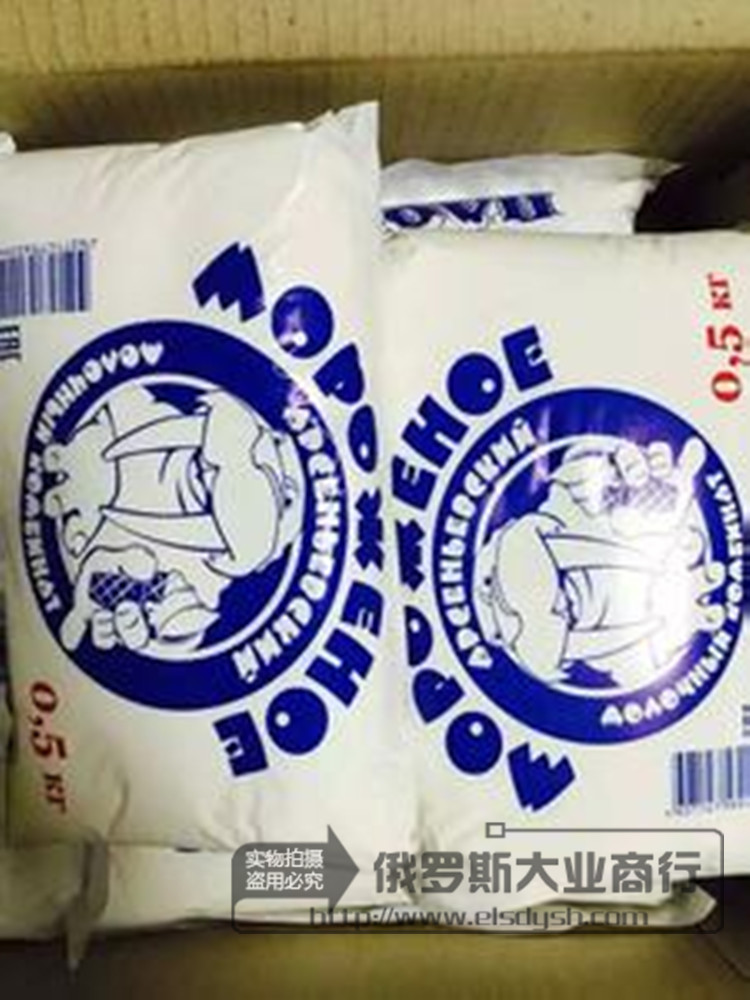 МОРОЖЕНОЕ
АРСЕНЬЕВСКИЙ
МОЛОЧНЫЙ КОМБИНАТ
0,5 кг
EAC
МОРОЖЕНОЕ
АРСЕНЬЕВСКИЙ
МОЛОЧНЫЙ КОМБИНАТ
0,5 кг
实物拍摄
盗用必究
俄罗斯大业商行
http://www.elsdysh.com